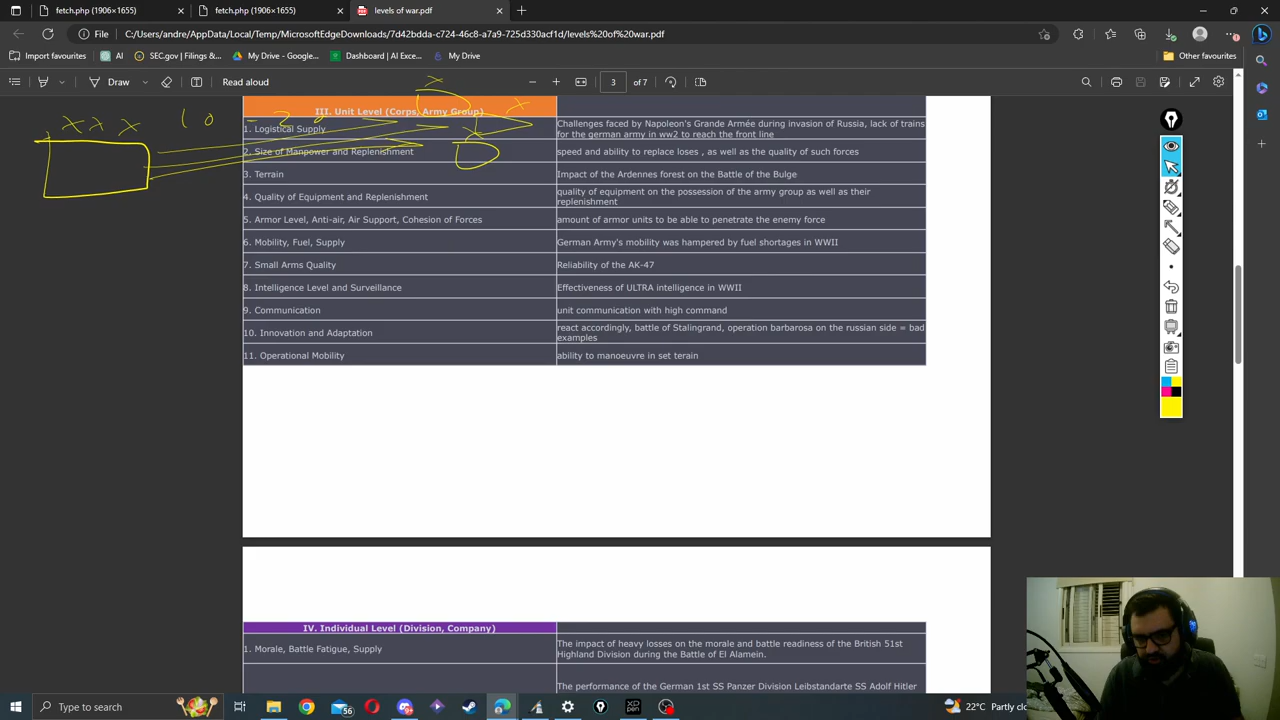 fetch.php (1906×1655)
fetch.php (1906×1655)
levels of war.pdf
File
C:/Users/andre/AppData/Local/Temp/MicrosoftEdgeDownloads/7d42bdda-c724-46c8-a7a9-725d330acf1d/levels%20of%20war.pdf
Import favourites
AI
SEC.gov | Filings &...
My Drive - Google...
Dashboard | AI Exce...
My Drive
Other favourites
Draw
Read aloud
3 of 7
III. Unit Level (Corps, Army Group)
1. Logistical Supply
Challenges faced by Napoleon's Grande Armée during invasion of Russia, lack of trains
for the german army in ww2 to reach the front line
2. Size of Manpower and Replenishment
speed and ability to replace loses , as well as the quality of such forces
3. Terrain
Impact of the Ardennes forest on the Battle of the Bulge
4. Quality of Equipment and Replenishment
quality of equipment on the possession of the army group as well as their
replenishment
5. Armor Level, Anti-air, Air Support, Cohesion of Forces
amount of armor units to be able to penetrate the enemy force
6. Mobility, Fuel, Supply
German Army's mobility was hampered by fuel shortages in WWII
7. Small Arms Quality
Reliability of the AK-47
8. Intelligence Level and Surveillance
Effectiveness of ULTRA intelligence in WWII
9. Communication
unit communication with high command
10. Innovation and Adaptation
react accordingly, battle of Stalingrand, operation barbarosa on the russian side = bad
examples
11. Operational Mobility
ability to manoeuvre in set terain
x x x
10 - 20
x
x
x
IV. Individual Level (Division, Company)
1. Morale, Battle Fatigue, Supply
The impact of heavy losses on the morale and battle readiness of the British 51st
Highland Division during the Battle of El Alamein.
The performance of the German 1st SS Panzer Division Leibstandarte SS Adolf Hitler
Type here to search
56
22°C Partly clo